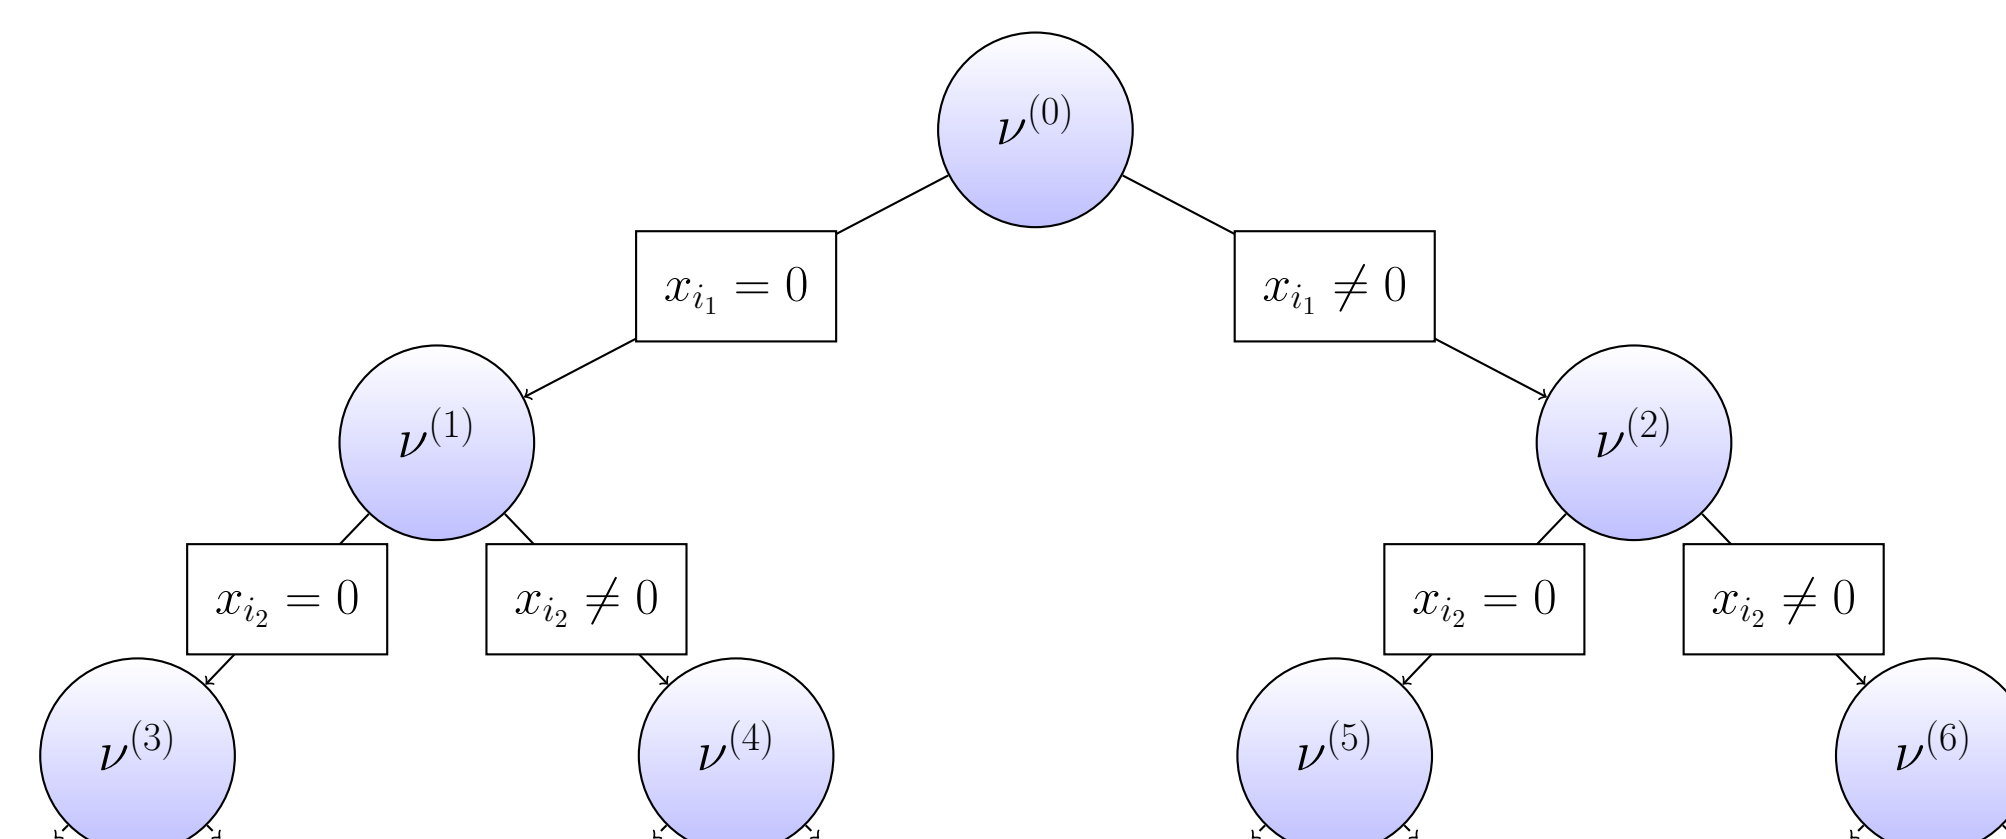 ν^(0)
x_{i_1} = 0 x_{i_1} ≠ 0
ν^(1) ν^(2)
x_{i_2} = 0 x_{i_2} ≠ 0 x_{i_2} = 0 x_{i_2} ≠ 0
ν^(3) ν^(4) ν^(5) ν^(6)